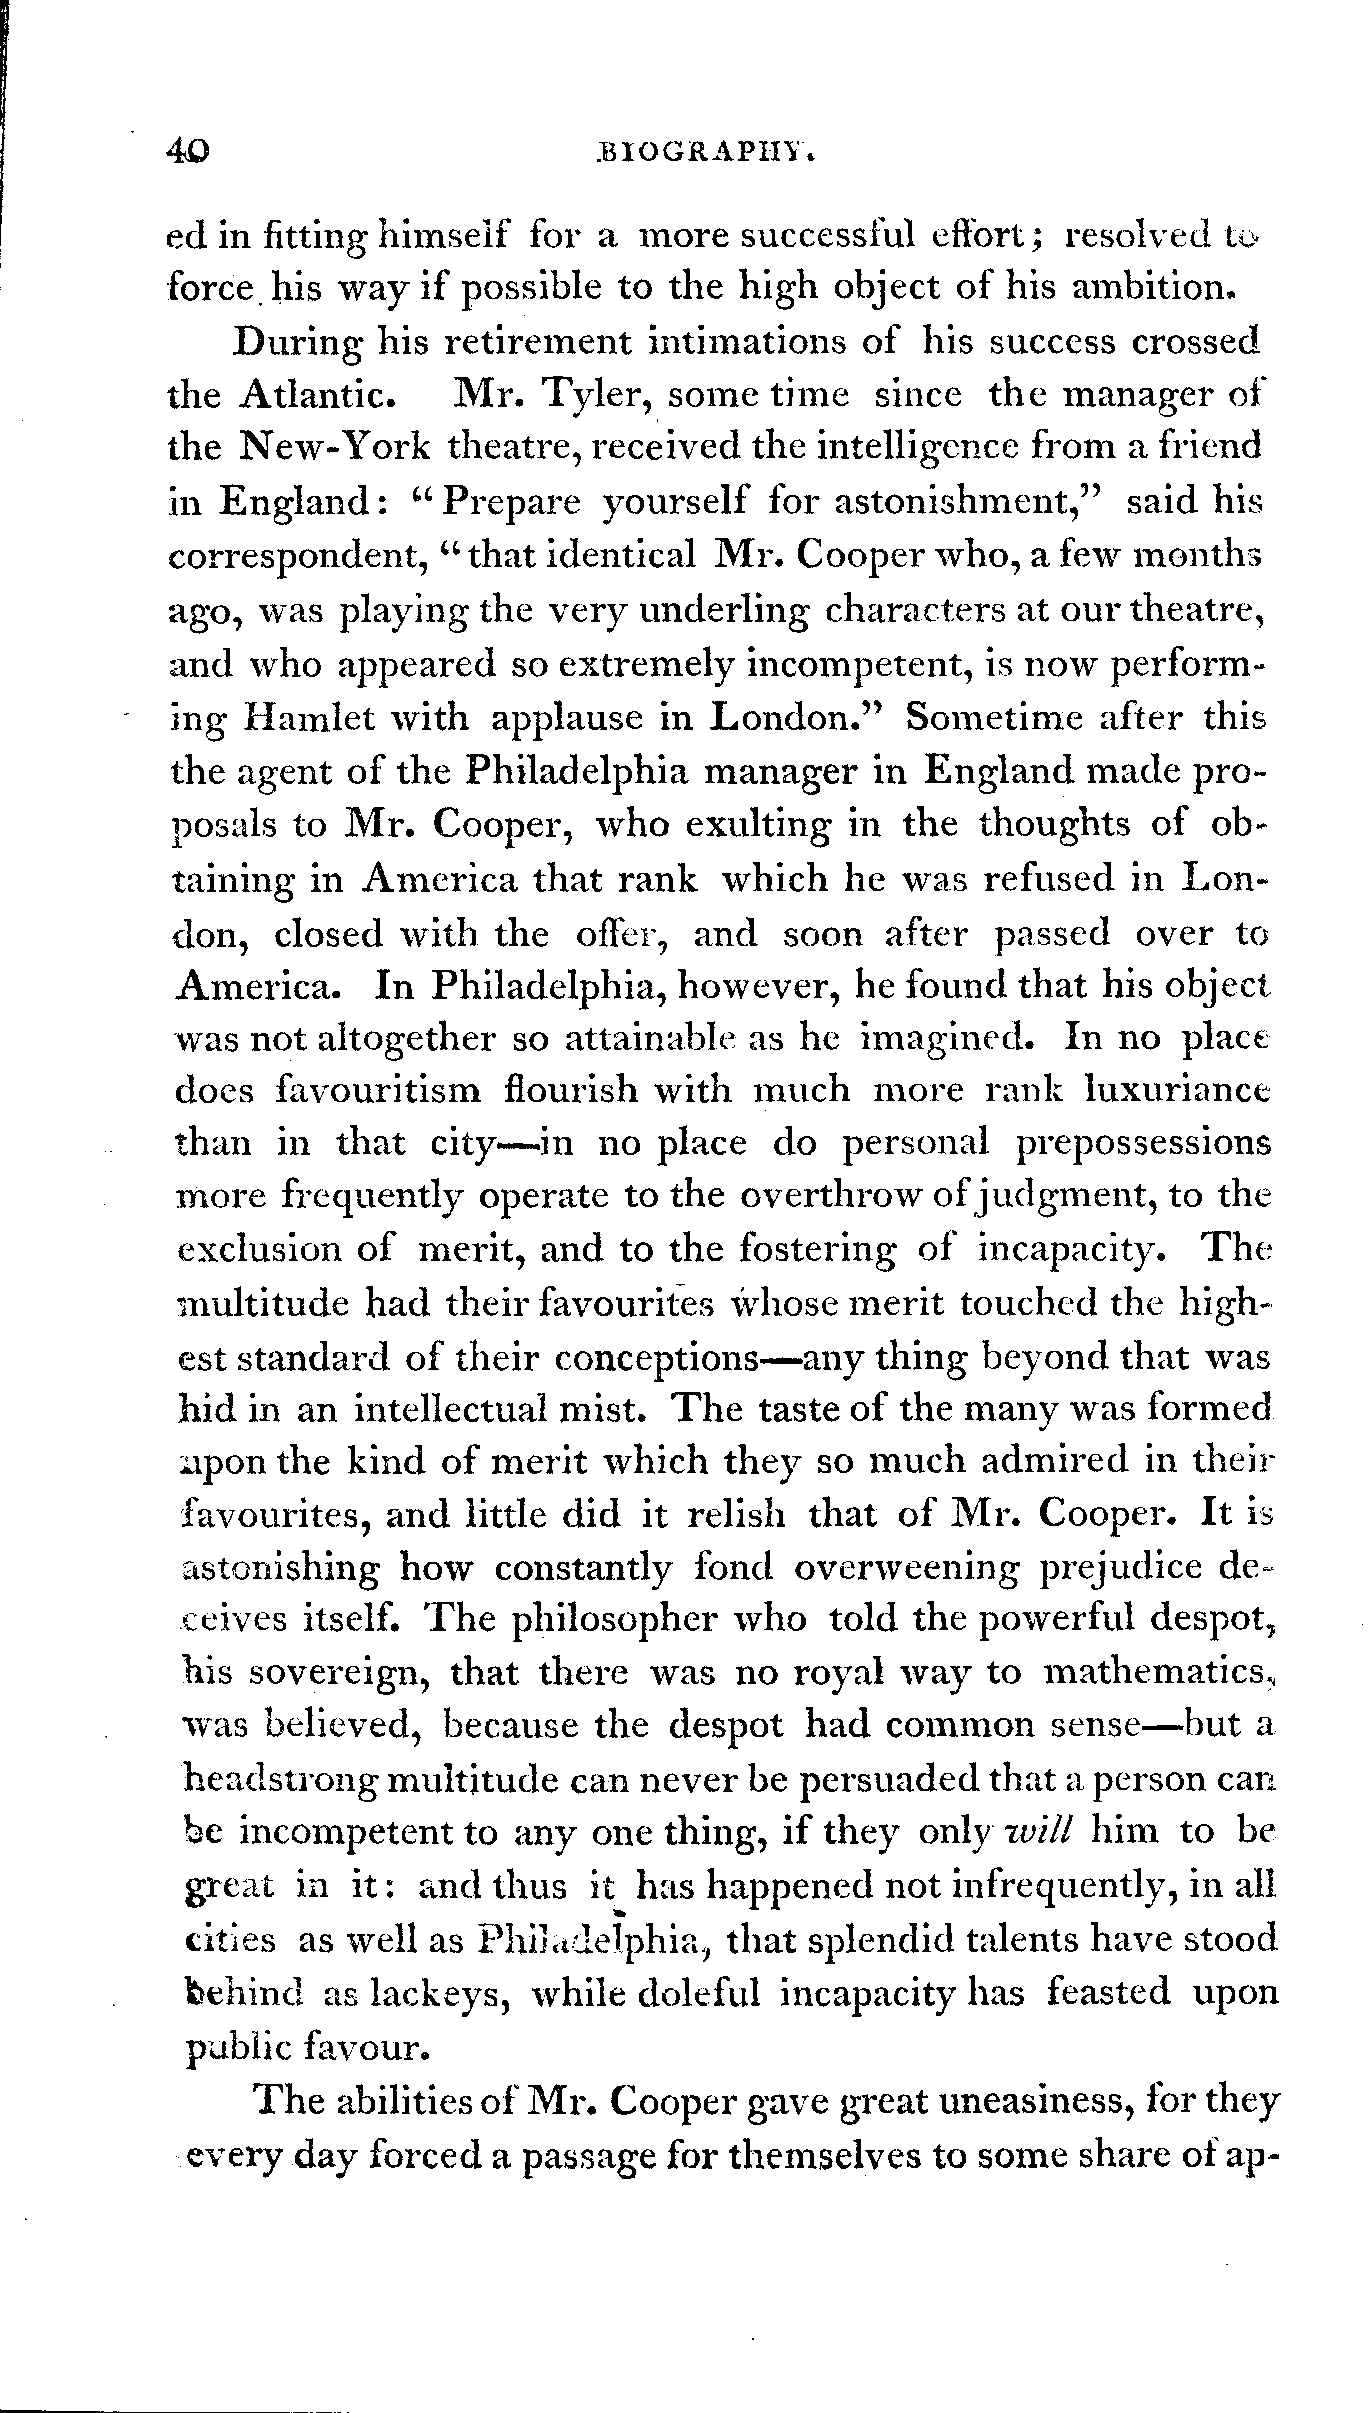 40 BIOGRAPHY.
ed in fitting himself for a more successful effort; resolved to
force his way if possible to the high object of his ambition.
During his retirement intimations of his success crossed
the Atlantic. Mr. Tyler, some time since the manager of
the New-York theatre, received the intelligence from a friend
in England: "Prepare yourself for astonishment," said his
correspondent, "that identical Mr. Cooper who, a few months
ago, was playing the very underling characters at our theatre,
and who appeared so extremely incompetent, is now perform-
ing Hamlet with applause in London." Sometime after this
the agent of the Philadelphia manager in England made pro-
posals to Mr. Cooper, who exulting in the thoughts of ob-
taining in America that rank which he was refused in Lon-
don, closed with the offer, and soon after passed over to
America. In Philadelphia, however, he found that his object
was not altogether so attainable as he imagined. In no place
does favouritism flourish with much more rank luxuriance
than in that city—in no place do personal prepossessions
more frequently operate to the overthrow of judgment, to the
exclusion of merit, and to the fostering of incapacity. The
multitude had their favourites whose merit touched the high-
est standard of their conceptions—any thing beyond that was
hid in an intellectual mist. The taste of the many was formed
upon the kind of merit which they so much admired in their
favourites, and little did it relish that of Mr. Cooper. It is
astonishing how constantly fond overweening prejudice de-
ceives itself. The philosopher who told the powerful despot,
his sovereign, that there was no royal way to mathematics,
was believed, because the despot had common sense—but a
headstrong multitude can never be persuaded that a person can
be incompetent to any one thing, if they only will him to be
great in it: and thus it has happened not infrequently, in all
cities as well as Philadelphia, that splendid talents have stood
behind as lackeys, while doleful incapacity has feasted upon
public favour.
The abilities of Mr. Cooper gave great uneasiness, for they
every day forced a passage for themselves to some share of ap-